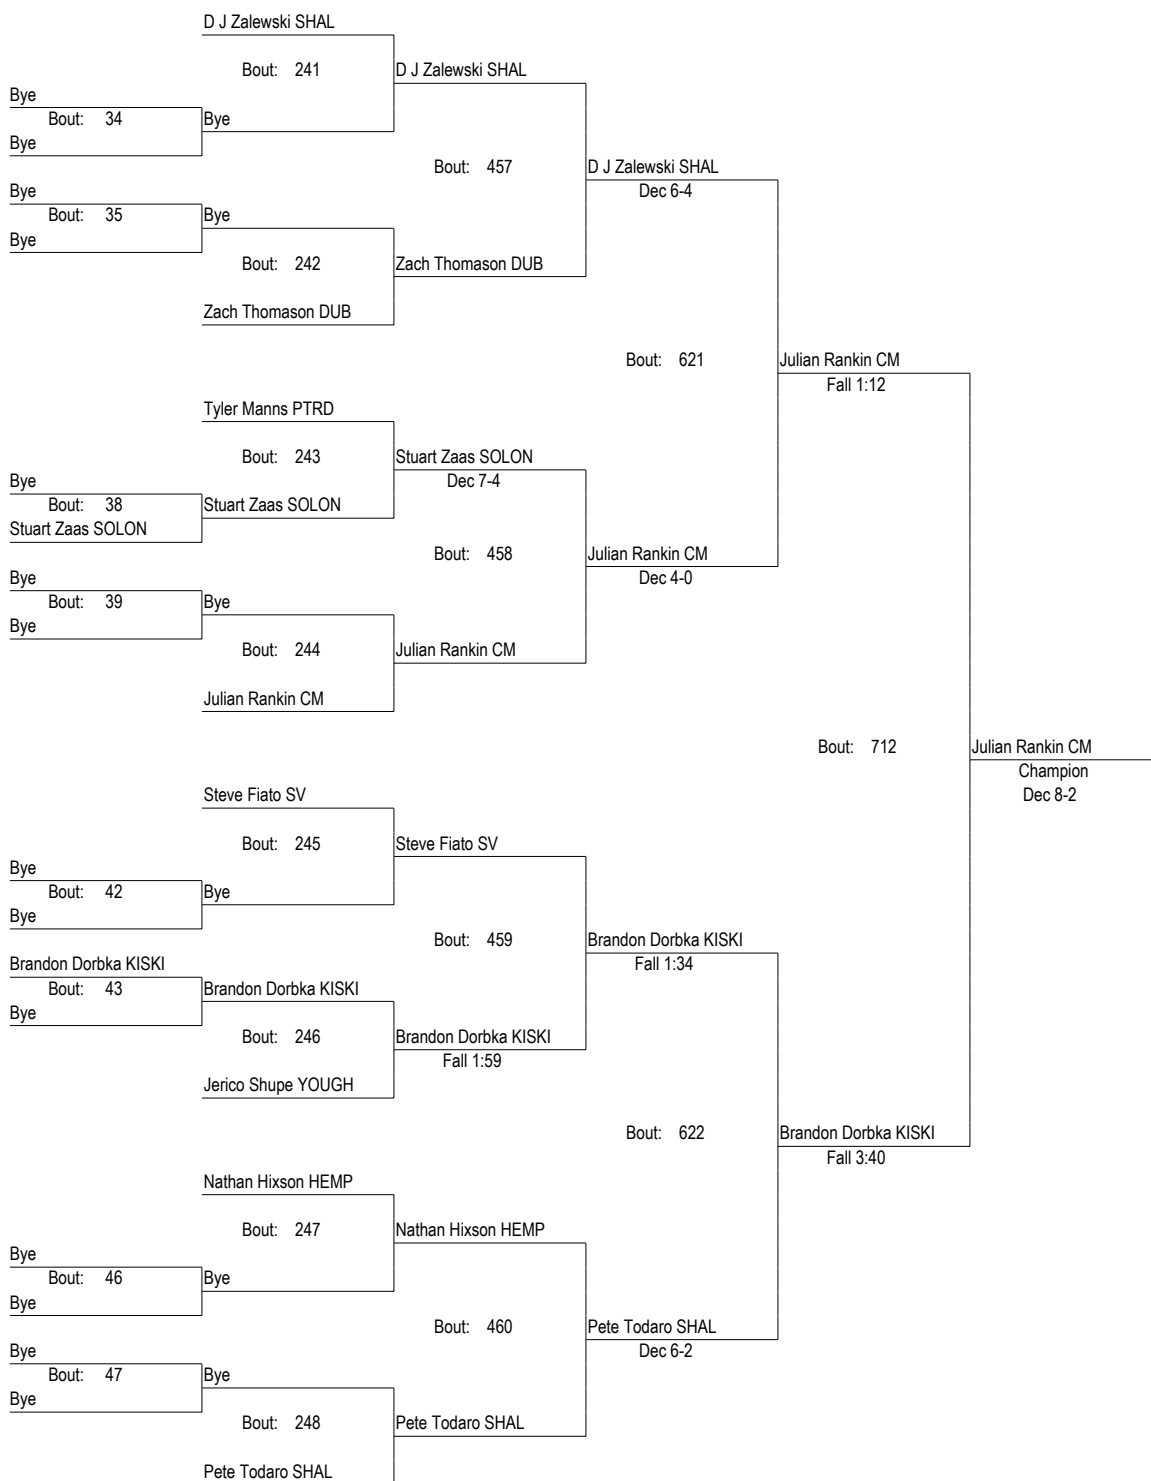 D J Zalewski SHAL
Bout: 241
D J Zalewski SHAL
Bye
Bout: 34
Bye
Bye
Bout: 457
D J Zalewski SHAL
Dec 6-4
Bye
Bout: 35
Bye
Bye
Bout: 242
Zach Thomason DUB
Zach Thomason DUB
Bout: 621
Julian Rankin CM
Fall 1:12
Tyler Manns PTRD
Bout: 243
Stuart Zaas SOLON
Dec 7-4
Bye
Bout: 38
Stuart Zaas SOLON
Stuart Zaas SOLON
Bout: 458
Julian Rankin CM
Dec 4-0
Bye
Bout: 39
Bye
Bye
Bout: 244
Julian Rankin CM
Julian Rankin CM
Bout: 712
Julian Rankin CM
Champion
Dec 8-2
Steve Fiato SV
Bout: 245
Steve Fiato SV
Bye
Bout: 42
Bye
Bye
Bout: 459
Brandon Dorbka KISKI
Fall 1:34
Brandon Dorbka KISKI
Bout: 43
Brandon Dorbka KISKI
Bye
Bout: 246
Brandon Dorbka KISKI
Fall 1:59
Jerico Shupe YOUGH
Bout: 622
Brandon Dorbka KISKI
Fall 3:40
Nathan Hixson HEMP
Bout: 247
Nathan Hixson HEMP
Bye
Bout: 46
Bye
Bye
Bout: 460
Pete Todaro SHAL
Dec 6-2
Bye
Bout: 47
Bye
Bye
Bout: 248
Pete Todaro SHAL
Pete Todaro SHAL